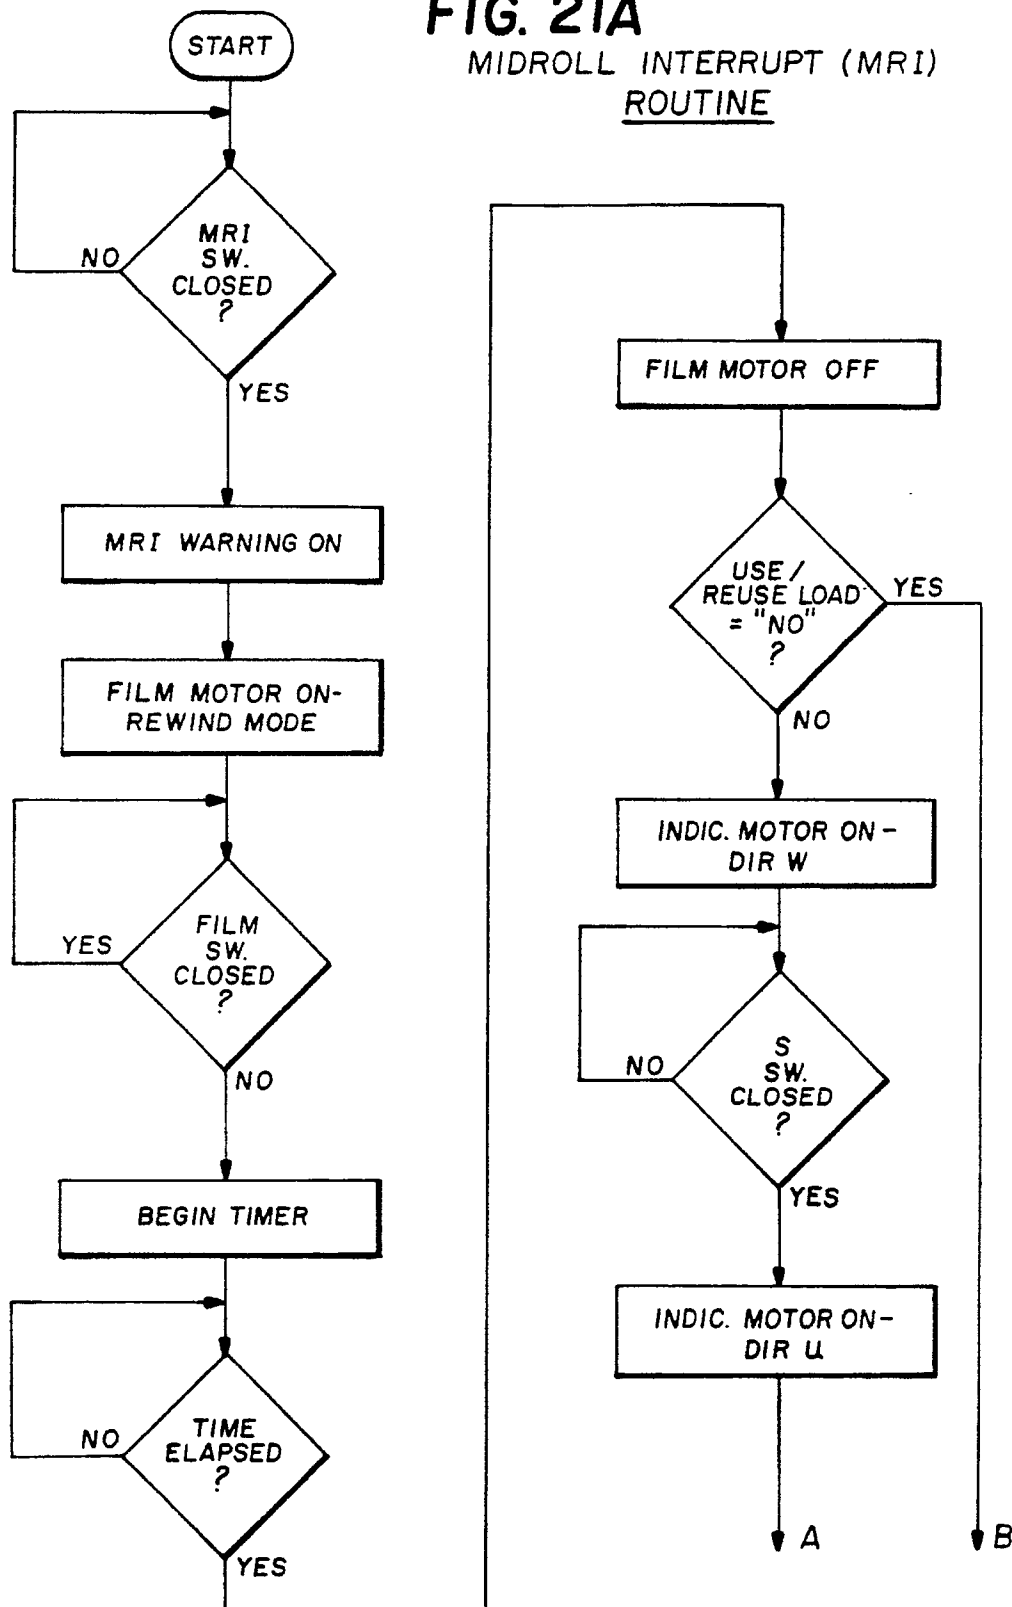 FIG. 21A
MIDROLL INTERRUPT (MRI)
ROUTINE
START
MRI
SW.
CLOSED
?
NO
YES
MRI WARNING ON
FILM MOTOR ON-
REWIND MODE
FILM
SW.
CLOSED
?
YES
NO
BEGIN TIMER
TIME
ELAPSED
?
NO
YES
FILM MOTOR OFF
USE /
REUSE LOAD
= "NO"
?
YES
NO
INDIC. MOTOR ON-
DIR W
S
SW.
CLOSED
?
NO
YES
INDIC. MOTOR ON-
DIR U
A
B